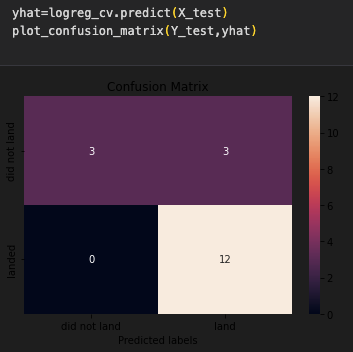 yhat=logreg_cv.predict(X_test)
plot_confusion_matrix(Y_test,yhat)
Confusion Matrix
did not land
3
3
landed
0
12
did not land
land
Predicted labels
12
10
8
6
4
2
0